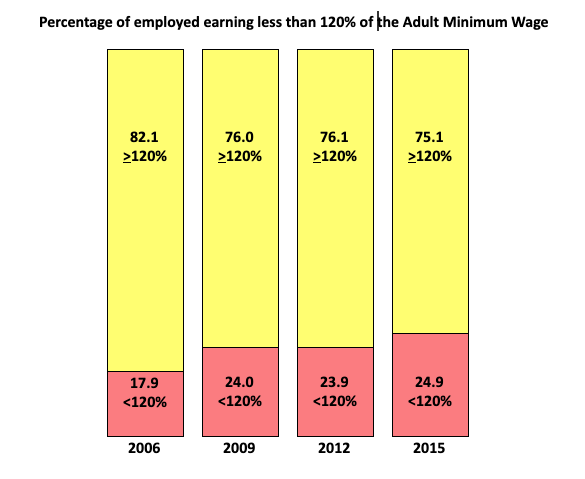 Percentage of employed earning less than 120% of the Adult Minimum Wage
82.1 76.0 76.1 75.1
≥120% ≥120% ≥120% ≥120%
17.9 24.0 23.9 24.9
<120% <120% <120% <120%
2006 2009 2012 2015